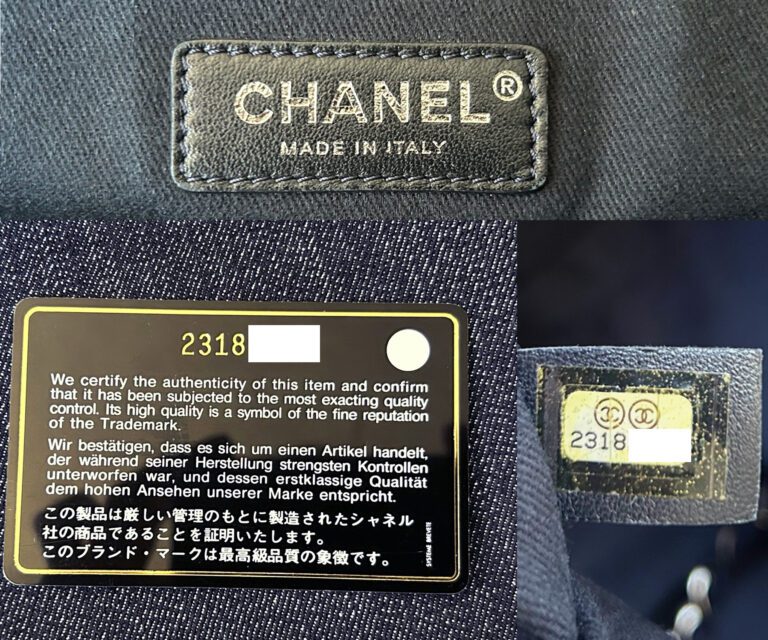 CHANEL®
MADE IN ITALY
2318
We certify the authenticity of this item and confirm
that it has been subjected to the most exacting quality
control. Its high quality is a symbol of the fine reputation
of the Trademark.
Wir bestätigen, dass es sich um einen Artikel handelt,
der während seiner Herstellung strengsten Kontrollen
unterworfen war, und dessen erstklassige Qualität
dem hohen Ansehen unserer Marke entspricht.
この製品は厳しい管理のもとに製造されたシャネル
社の商品であることを証明いたします。
このブランド・マークは最高級品質の象徴です。
SYSTEME BREVETE
2318